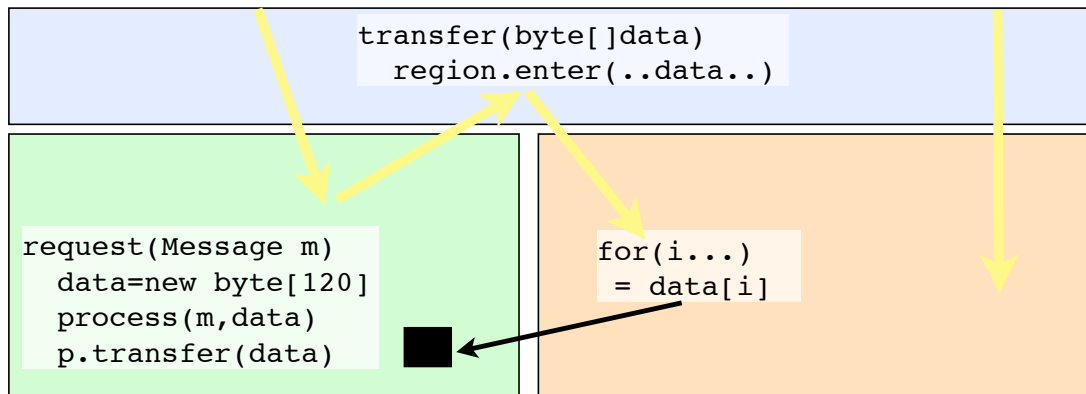 transfer(byte[]data)
  region.enter(..data..)
request(Message m)
  data=new byte[120]
  process(m,data)
  p.transfer(data)
for(i...)
 = data[i]